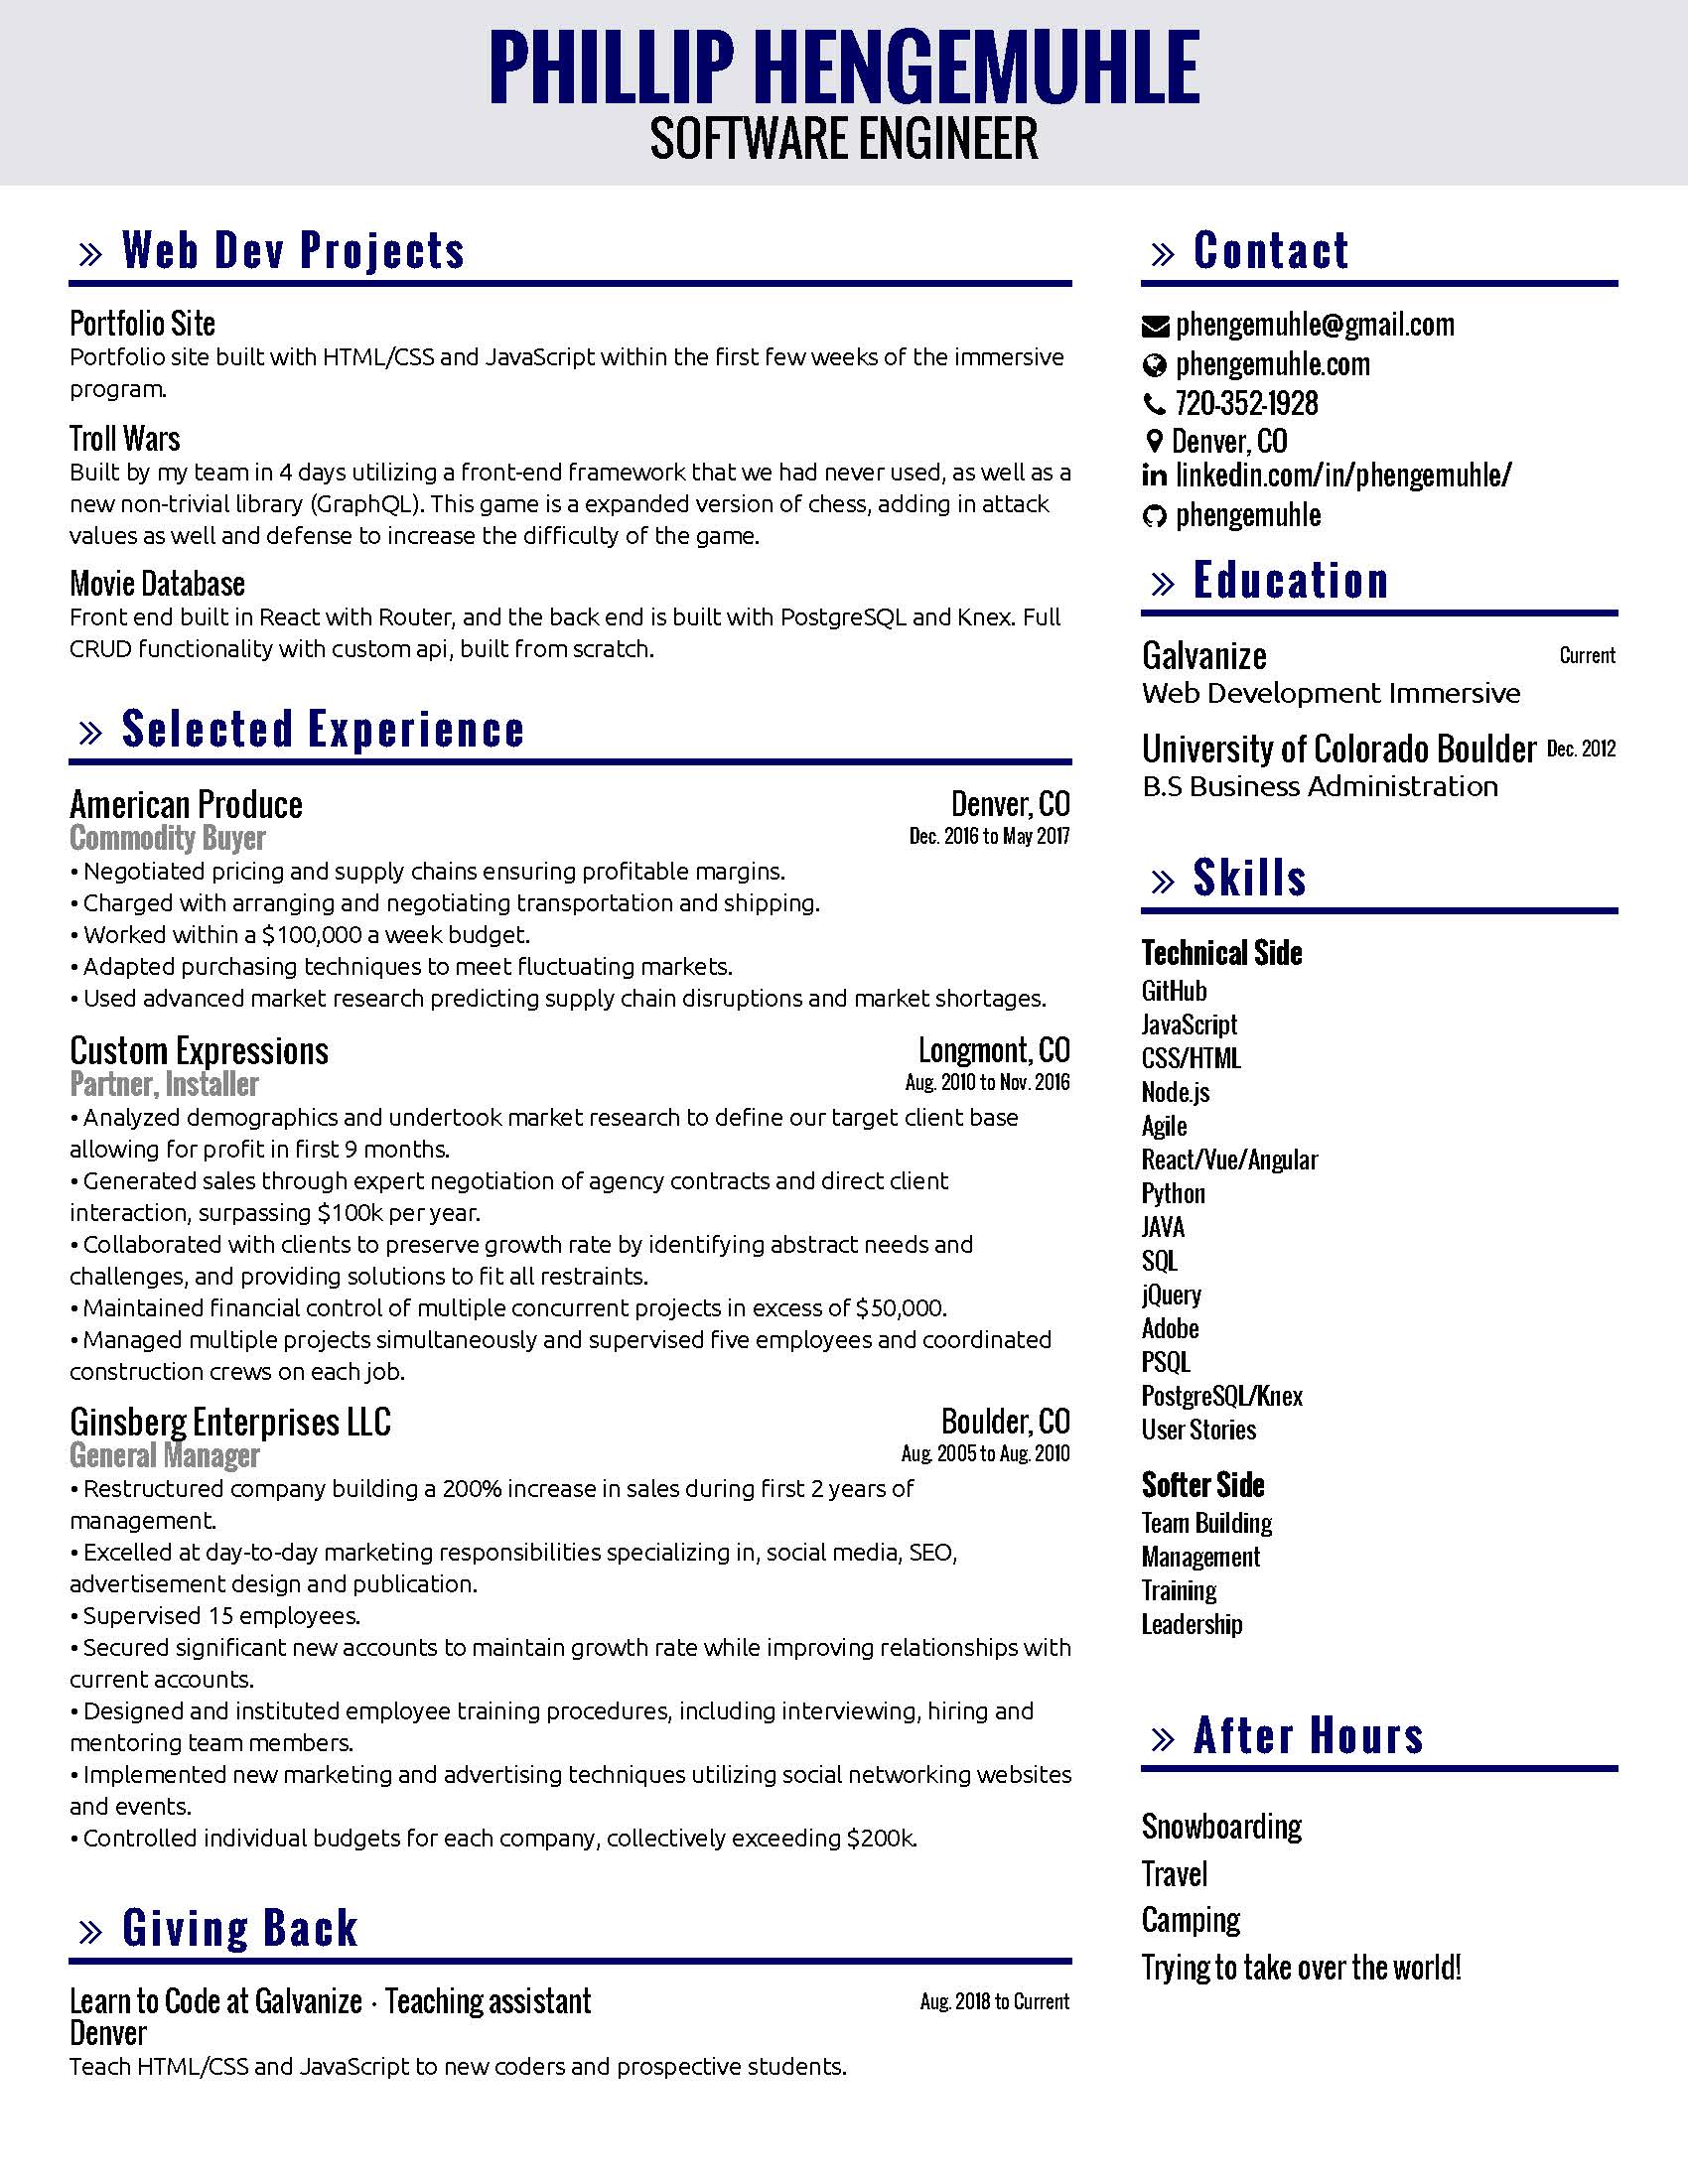 PHILLIP HENGEMUHLE
SOFTWARE ENGINEER
» Web Dev Projects
Portfolio Site
Portfolio site built with HTML/CSS and JavaScript within the first few weeks of the immersive
program.
Troll Wars
Built by my team in 4 days utilizing a front-end framework that we had never used, as well as a
new non-trivial library (GraphQL). This game is a expanded version of chess, adding in attack
values as well and defense to increase the difficulty of the game.
Movie Database
Front end built in React with Router, and the back end is built with PostgreSQL and Knex. Full
CRUD functionality with custom api, built from scratch.
» Selected Experience
American Produce Denver, CO
Commodity Buyer Dec. 2016 to May 2017
• Negotiated pricing and supply chains ensuring profitable margins.
• Charged with arranging and negotiating transportation and shipping.
• Worked within a $100,000 a week budget.
• Adapted purchasing techniques to meet fluctuating markets.
• Used advanced market research predicting supply chain disruptions and market shortages.
Custom Expressions Longmont, CO
Partner, Installer Aug. 2010 to Nov. 2016
• Analyzed demographics and undertook market research to define our target client base
allowing for profit in first 9 months.
• Generated sales through expert negotiation of agency contracts and direct client
interaction, surpassing $100k per year.
• Collaborated with clients to preserve growth rate by identifying abstract needs and
challenges, and providing solutions to fit all restraints.
• Maintained financial control of multiple concurrent projects in excess of $50,000.
• Managed multiple projects simultaneously and supervised five employees and coordinated
construction crews on each job.
Ginsberg Enterprises LLC Boulder, CO
General Manager Aug. 2005 to Aug. 2010
• Restructured company building a 200% increase in sales during first 2 years of
management.
• Excelled at day-to-day marketing responsibilities specializing in, social media, SEO,
advertisement design and publication.
• Supervised 15 employees.
• Secured significant new accounts to maintain growth rate while improving relationships with
current accounts.
• Designed and instituted employee training procedures, including interviewing, hiring and
mentoring team members.
• Implemented new marketing and advertising techniques utilizing social networking websites
and events.
• Controlled individual budgets for each company, collectively exceeding $200k.
» Giving Back
Learn to Code at Galvanize · Teaching assistant Aug. 2018 to Current
Denver
Teach HTML/CSS and JavaScript to new coders and prospective students.
» Contact
phengemuhle@gmail.com
phengemuhle.com
720-352-1928
Denver, CO
linkedin.com/in/phengemuhle/
phengemuhle
» Education
Galvanize Current
Web Development Immersive
University of Colorado Boulder Dec. 2012
B.S Business Administration
» Skills
Technical Side
GitHub
JavaScript
CSS/HTML
Node.js
Agile
React/Vue/Angular
Python
JAVA
SQL
jQuery
Adobe
PSQL
PostgreSQL/Knex
User Stories
Softer Side
Team Building
Management
Training
Leadership
» After Hours
Snowboarding
Travel
Camping
Trying to take over the world!